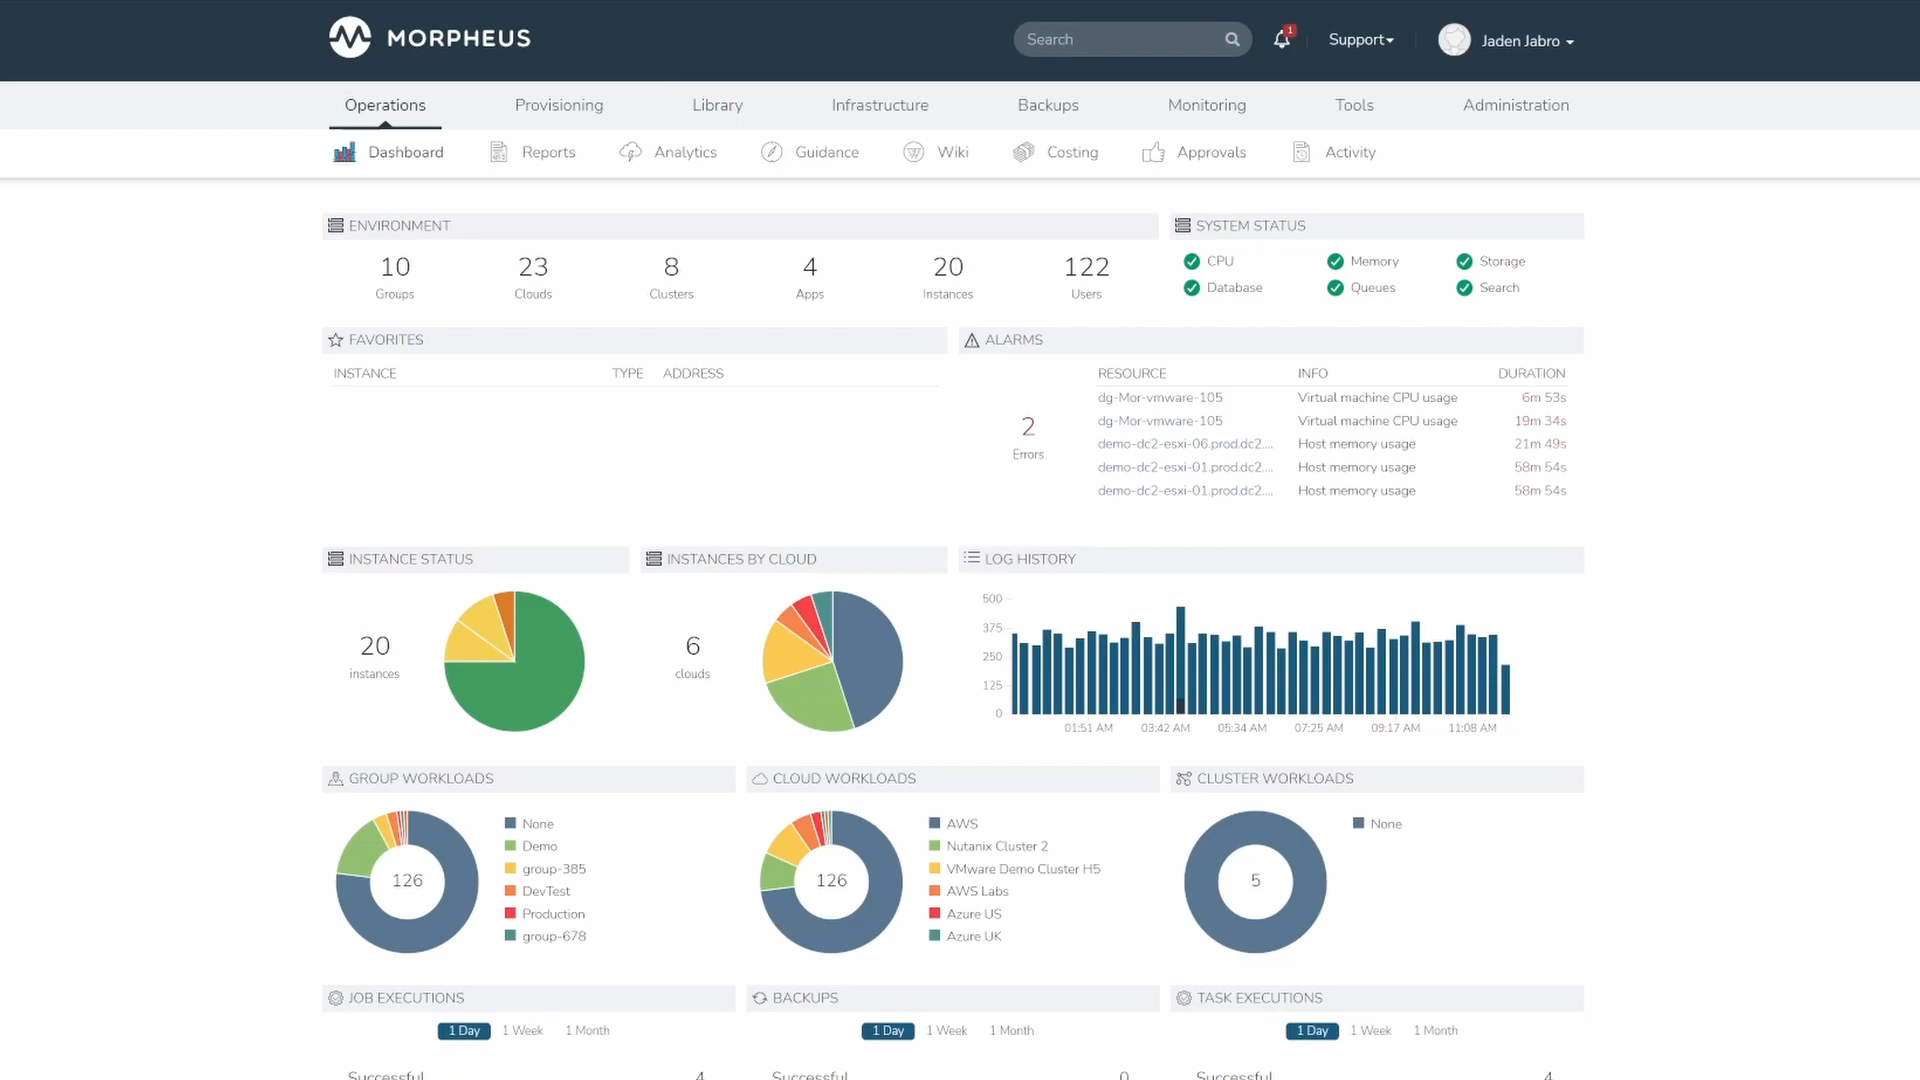 MORPHEUS
Search
1
Support
Jaden Jabro
Operations Provisioning Library Infrastructure Backups Monitoring Tools Administration
Dashboard Reports Analytics Guidance Wiki Costing Approvals Activity
ENVIRONMENT
10 23 8 4 20 122
Groups Clouds Clusters Apps Instances Users
SYSTEM STATUS
CPU Memory Storage
Database Queues Search
FAVORITES
INSTANCE TYPE ADDRESS
ALARMS
2
Errors
RESOURCE INFO DURATION
dg-Mor-vmware-105 Virtual machine CPU usage 6m 53s
dg-Mor-vmware-105 Virtual machine CPU usage 19m 34s
demo-dc2-esxi-06.prod.dc2.... Host memory usage 21m 49s
demo-dc2-esxi-01.prod.dc2.... Host memory usage 58m 54s
demo-dc2-esxi-01.prod.dc2.... Host memory usage 58m 54s
INSTANCE STATUS
20
instances
INSTANCES BY CLOUD
6
clouds
LOG HISTORY
500
375
250
125
0
01:51 AM 03:42 AM 05:34 AM 07:25 AM 09:17 AM 11:08 AM
GROUP WORKLOADS
126
None
Demo
group-385
DevTest
Production
group-678
CLOUD WORKLOADS
126
AWS
Nutanix Cluster 2
VMware Demo Cluster H5
AWS Labs
Azure US
Azure UK
CLUSTER WORKLOADS
5
None
JOB EXECUTIONS
1 Day 1 Week 1 Month
Successful 4
BACKUPS
1 Day 1 Week 1 Month
Successful 0
TASK EXECUTIONS
1 Day 1 Week 1 Month
Successful 4